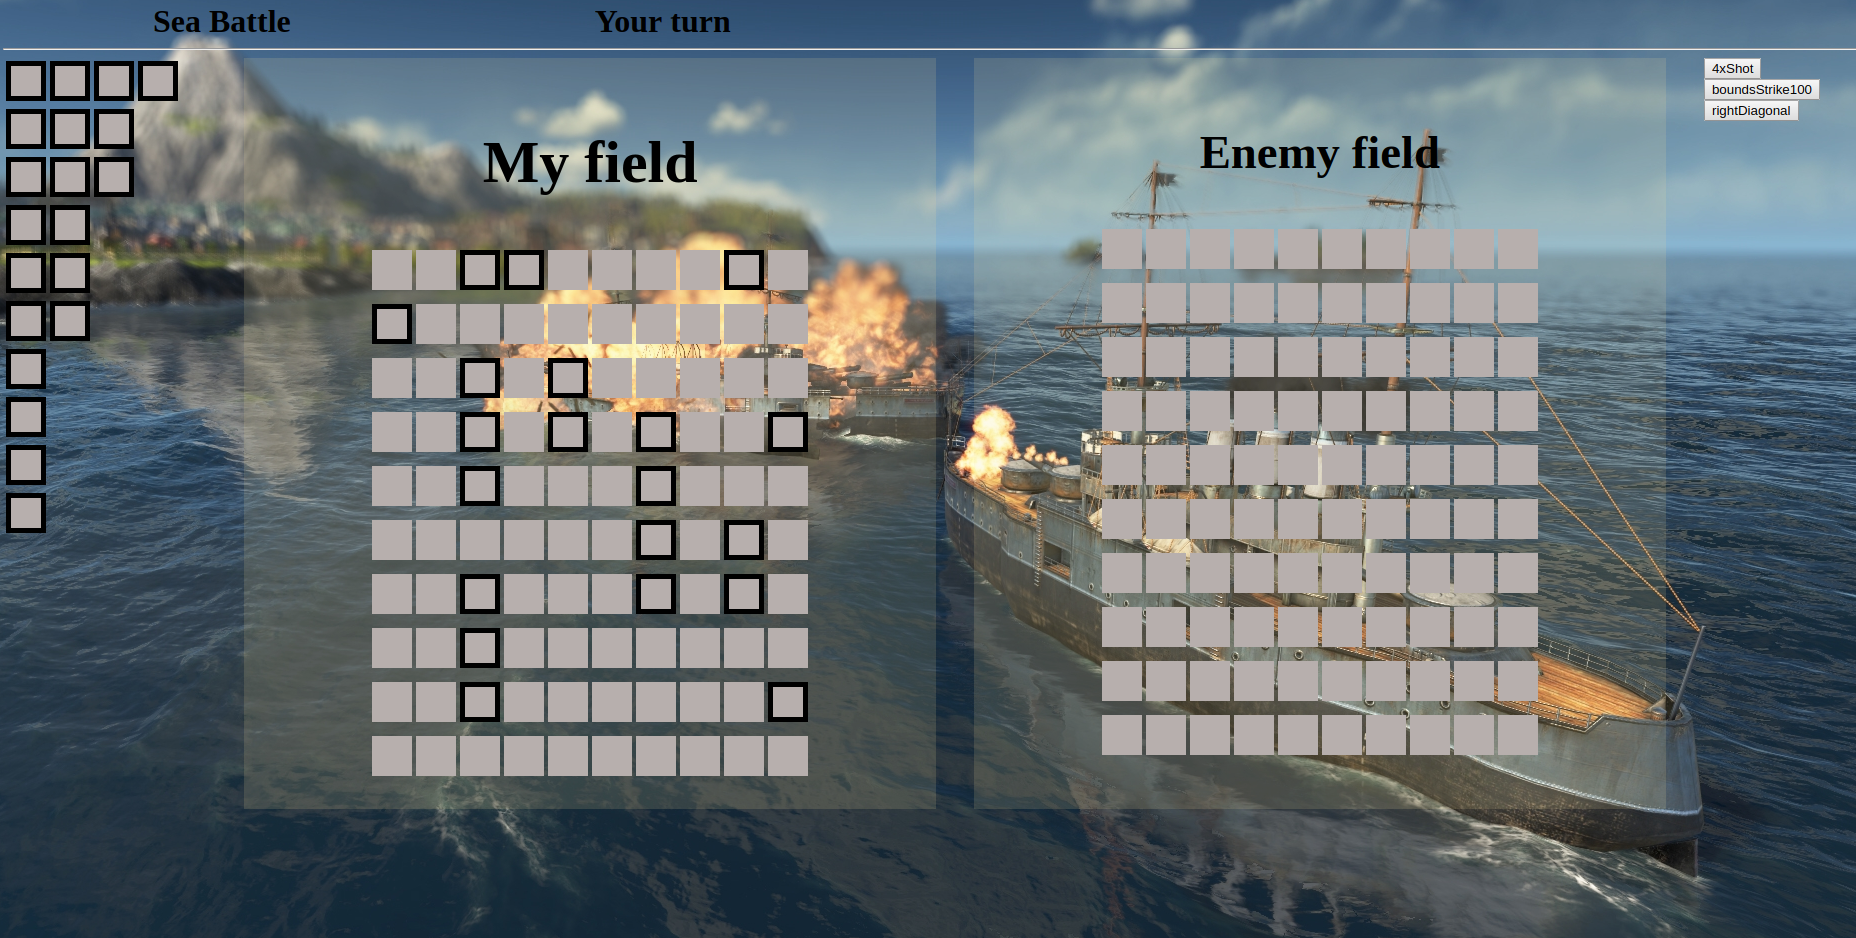 Sea Battle
Your turn
My field
Enemy field
4xShot
boundsStrike100
rightDiagonal